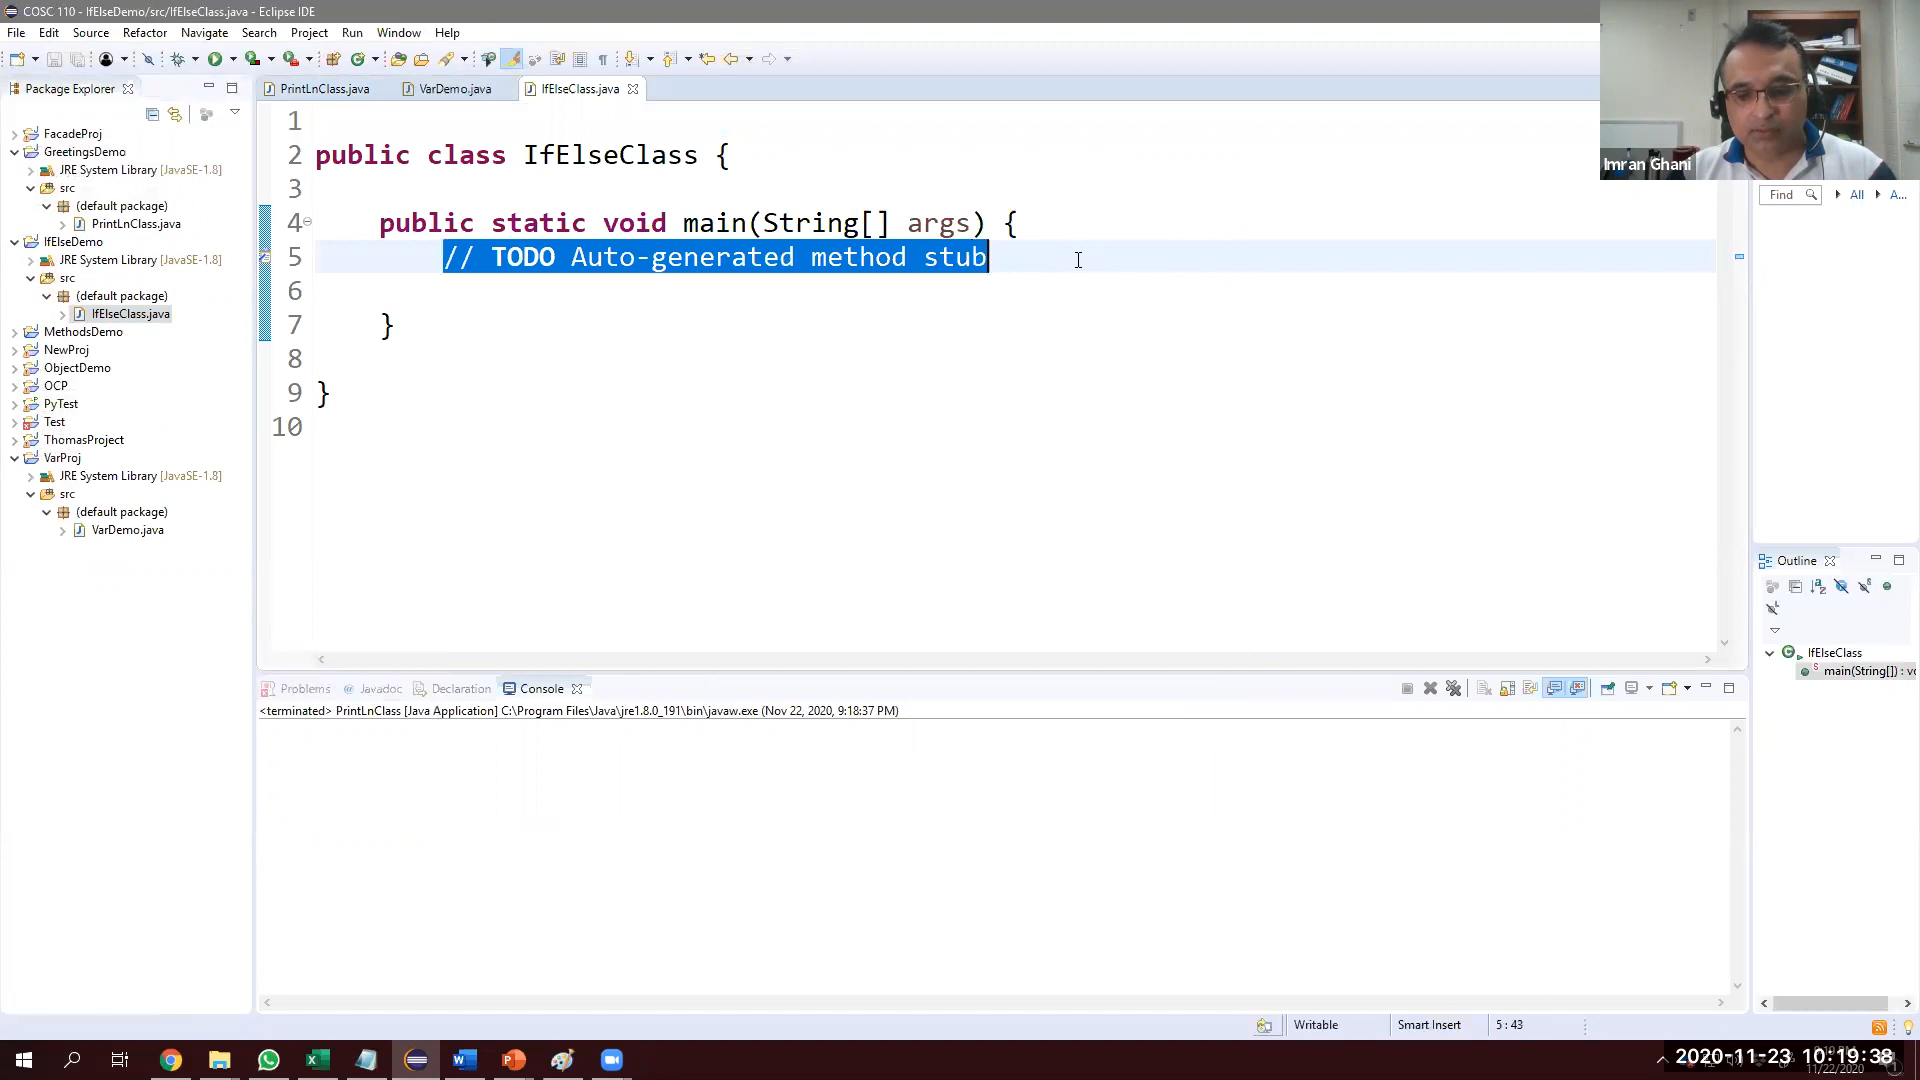 COSC 110 - IfElseDemo/src/IfElseClass.java - Eclipse IDE
File Edit Source Refactor Navigate Search Project Run Window Help
Package Explorer
PrintLnClass.java VarDemo.java IfElseClass.java
FacadeProj
GreetingsDemo
JRE System Library [JavaSE-1.8]
src
(default package)
PrintLnClass.java
IfElseDemo
JRE System Library [JavaSE-1.8]
src
(default package)
IfElseClass.java
MethodsDemo
NewProj
ObjectDemo
OCP
PyTest
Test
ThomasProject
VarProj
JRE System Library [JavaSE-1.8]
src
(default package)
VarDemo.java
1
2 public class IfElseClass {
3
4 public static void main(String[] args) {
5 // TODO Auto-generated method stub
6
7 }
8
9 }
10
Imran Ghani
Find All A...
Outline
IfElseClass
main(String[]) : vo
Problems Javadoc Declaration Console
<terminated> PrintLnClass [Java Application] C:\Program Files\Java\jre1.8.0_191\bin\javaw.exe (Nov 22, 2020, 9:18:37 PM)
Writable Smart Insert 5 : 43
2020-11-23 10:19:38
11/22/2020